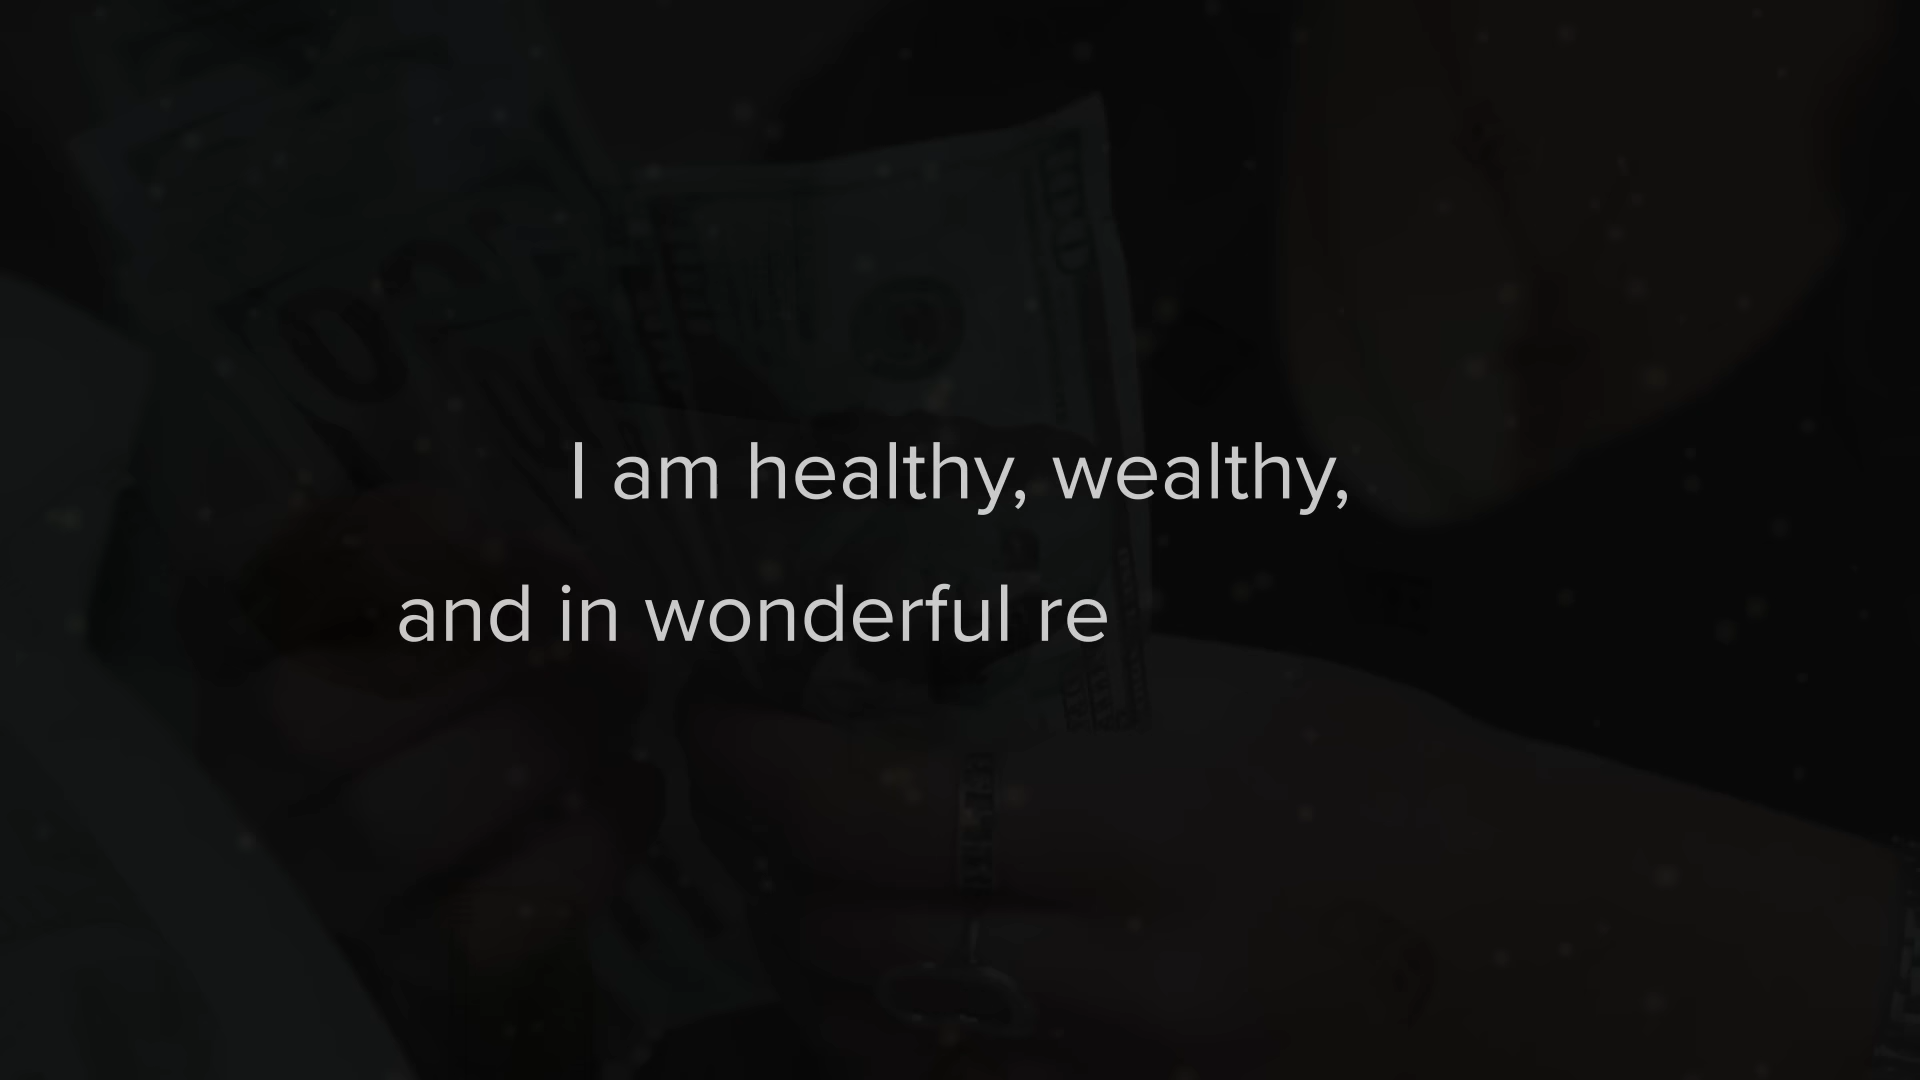 I am healthy, wealthy,
and in wonderful re